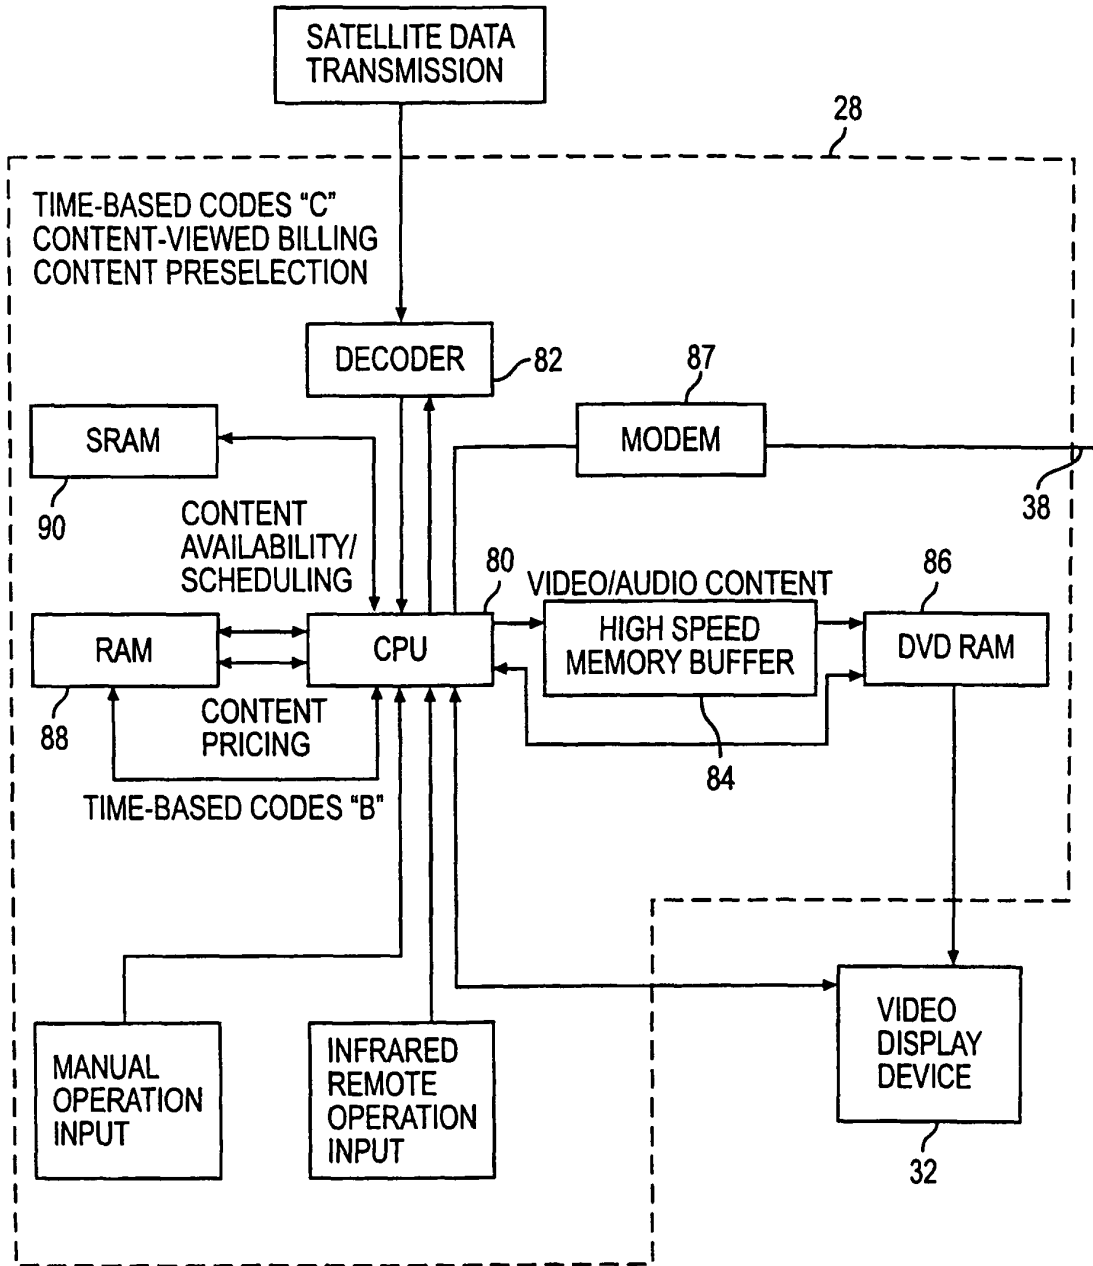 SATELLITE DATA
TRANSMISSION
28
TIME-BASED CODES “C”
CONTENT-VIEWED BILLING
CONTENT PRESELECTION
DECODER
82
87
SRAM
MODEM
90
38
CONTENT
AVAILABILITY/
SCHEDULING
80
VIDEO/AUDIO CONTENT
86
RAM
CPU
HIGH SPEED
MEMORY BUFFER
DVD RAM
88
CONTENT
PRICING
84
TIME-BASED CODES “B”
MANUAL
OPERATION
INPUT
INFRARED
REMOTE
OPERATION
INPUT
VIDEO
DISPLAY
DEVICE
32